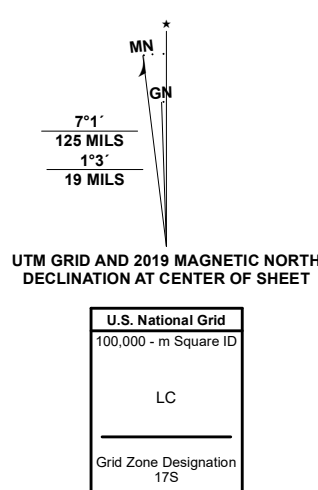 MN
GN
7°1´
125 MILS
1°3´
19 MILS
UTM GRID AND 2019 MAGNETIC NORTH
DECLINATION AT CENTER OF SHEET
U.S. National Grid
100,000 - m Square ID
LC
Grid Zone Designation
17S